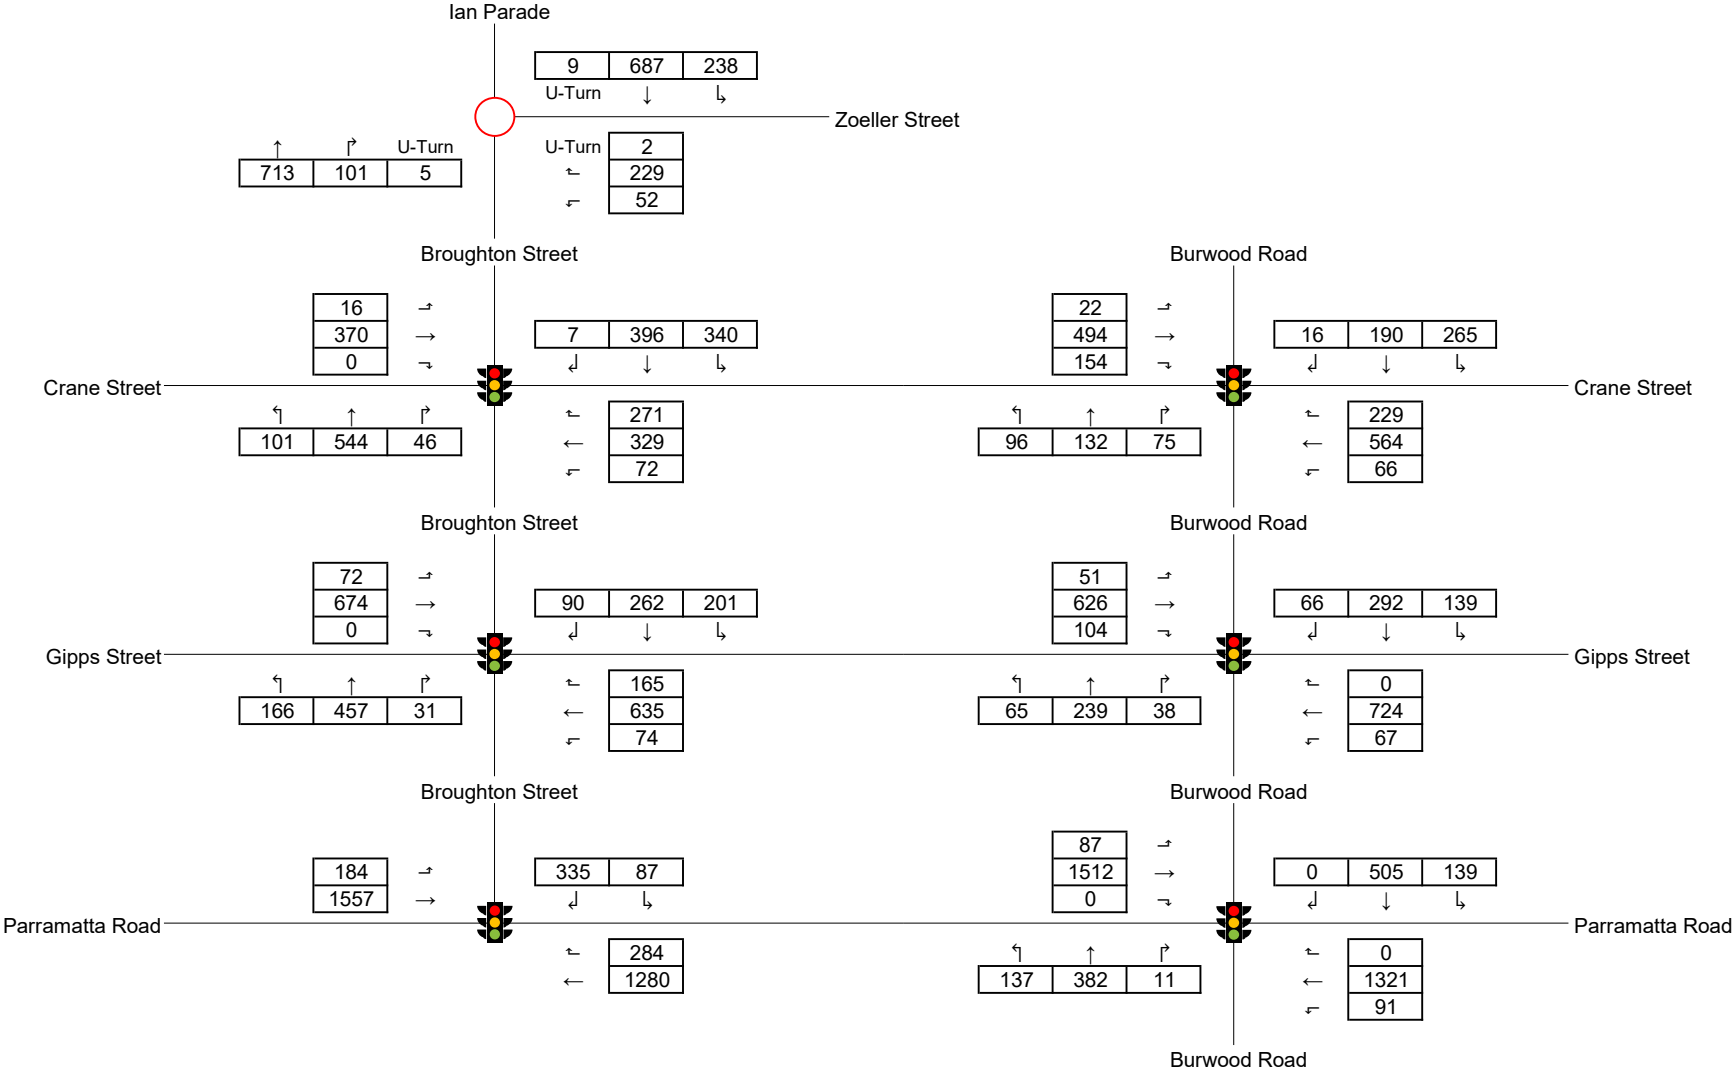 Ian Parade
9 687 238
U-Turn ↓ ↳
Zoeller Street
↑ ↱ U-Turn
713 101 5
U-Turn 2
229
52
Broughton Street
Burwood Road
16
370
0
7 396 340
22
494
154
16 190 265
Crane Street
Crane Street
101 544 46
271
329
72
96 132 75
229
564
66
Broughton Street
Burwood Road
72
674
0
90 262 201
51
626
104
66 292 139
Gipps Street
Gipps Street
166 457 31
165
635
74
65 239 38
0
724
67
Broughton Street
Burwood Road
184
1557
335 87
87
1512
0
0 505 139
Parramatta Road
Parramatta Road
284
1280
137 382 11
0
1321
91
Burwood Road